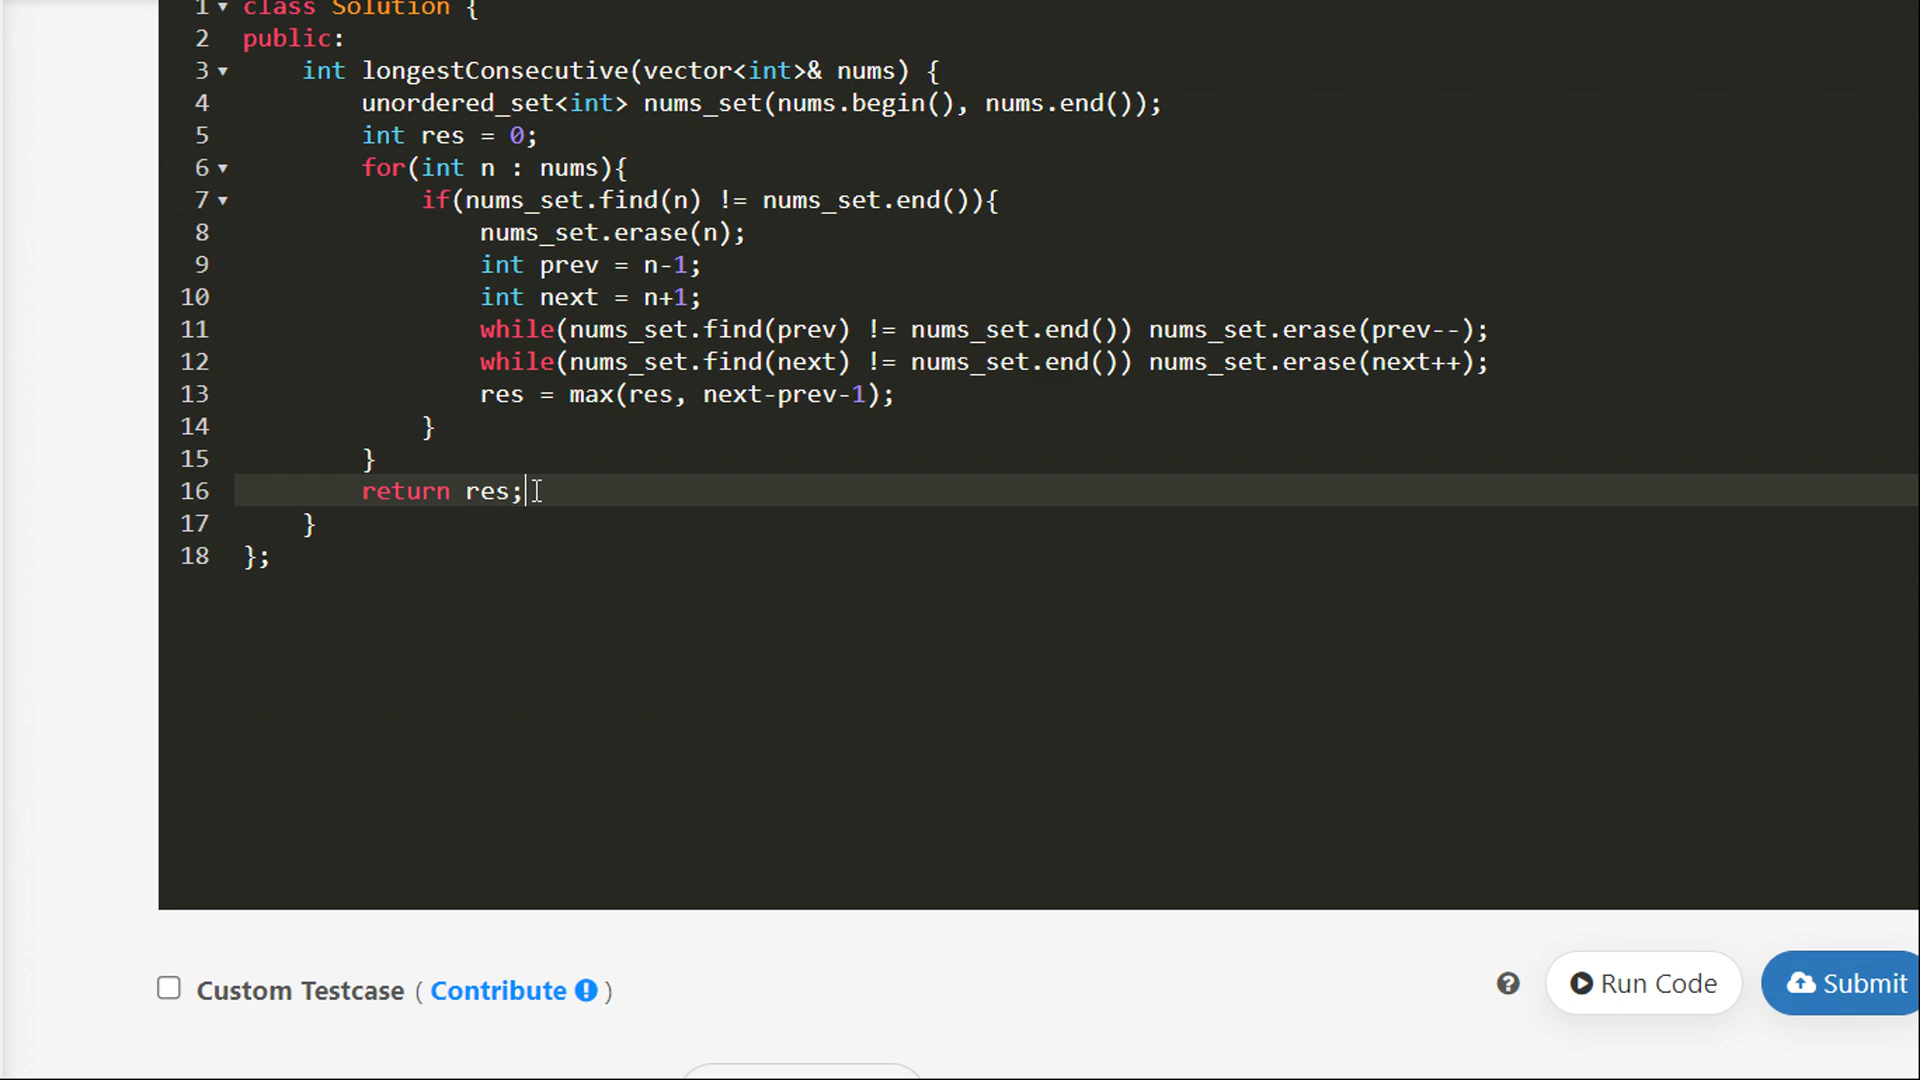 1 class Solution {
2 public:
3 int longestConsecutive(vector<int>& nums) {
4 unordered_set<int> nums_set(nums.begin(), nums.end());
5 int res = 0;
6 for(int n : nums){
7 if(nums_set.find(n) != nums_set.end()){
8 nums_set.erase(n);
9 int prev = n-1;
10 int next = n+1;
11 while(nums_set.find(prev) != nums_set.end()) nums_set.erase(prev--);
12 while(nums_set.find(next) != nums_set.end()) nums_set.erase(next++);
13 res = max(res, next-prev-1);
14 }
15 }
16 return res;
17 }
18 };
Custom Testcase ( Contribute ! ) ? Run Code Submit